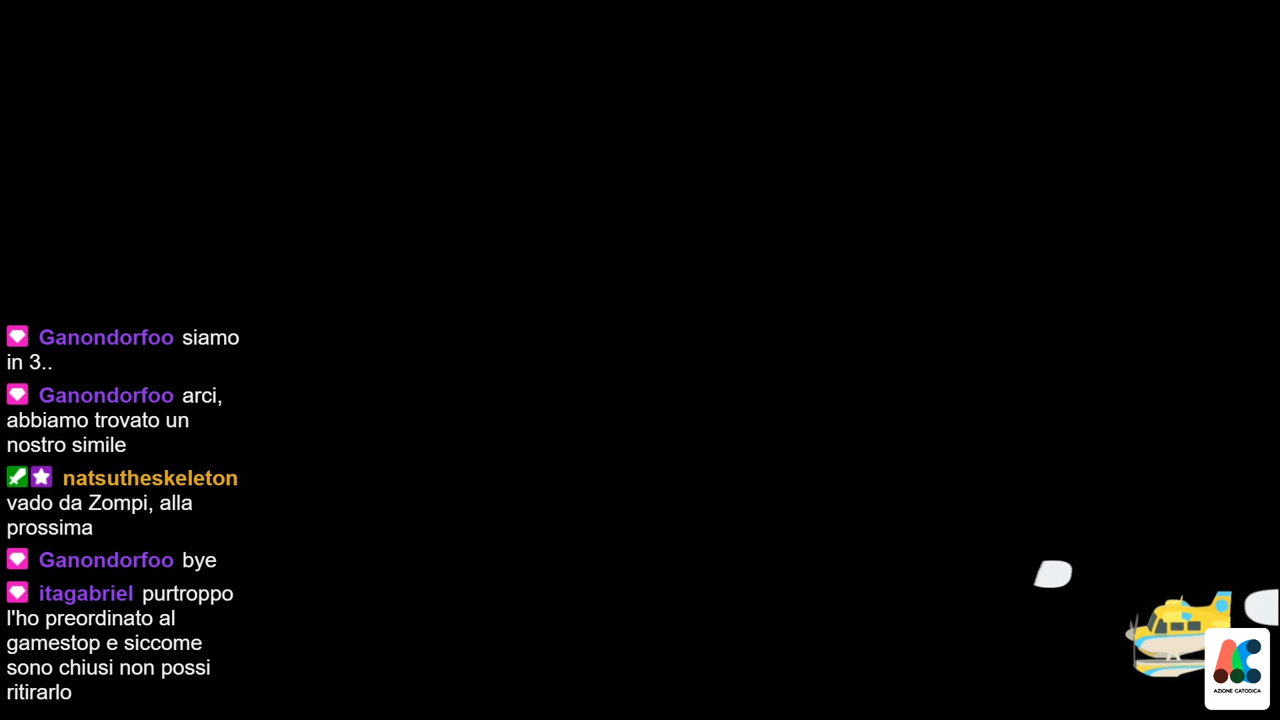 Ganondorfoo siamo
in 3..
Ganondorfoo arci,
abbiamo trovato un
nostro simile
natsutheskeleton
vado da Zompi, alla
prossima
Ganondorfoo bye
itagabriel purtroppo
l'ho preordinato al
gamestop e siccome
sono chiusi non possi
ritirarlo
AZIONE CATODICA